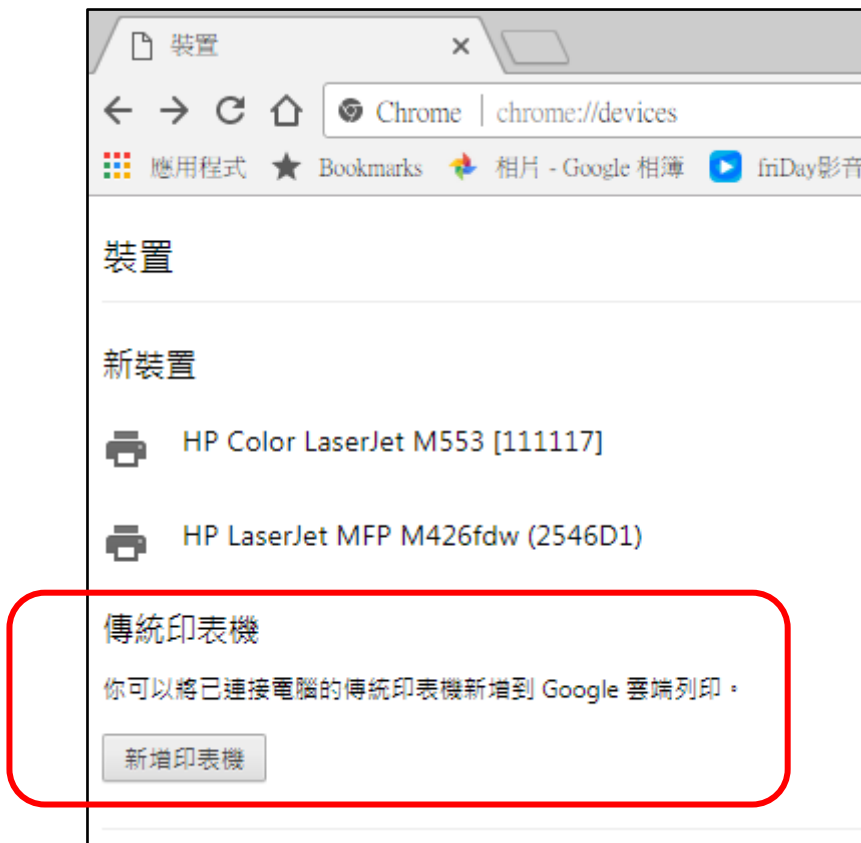 裝置
Chrome | chrome://devices
應用程式 Bookmarks 相片 - Google 相簿 friDay影音
裝置
新裝置
HP Color LaserJet M553 [111117]
HP LaserJet MFP M426fdw (2546D1)
傳統印表機
你可以將已連接電腦的傳統印表機新增到 Google 雲端列印。
新增印表機